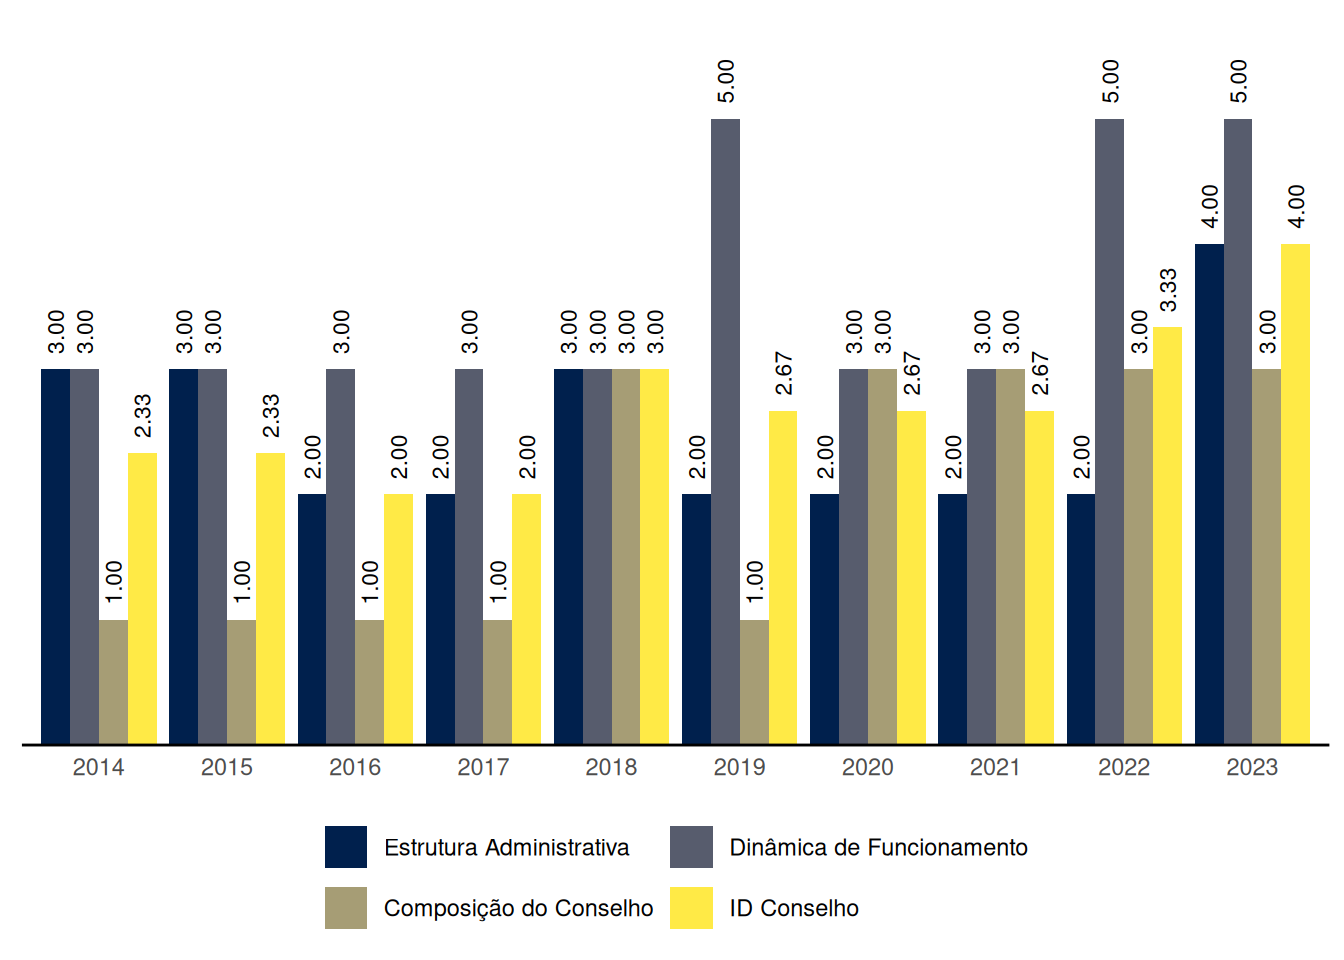 3.00 3.00 1.00 2.33
3.00 3.00 1.00 2.33
2.00 3.00 1.00 2.00
2.00 3.00 1.00 2.00
3.00 3.00 3.00 3.00
2.00 5.00 1.00 2.67
2.00 3.00 3.00 2.67
2.00 3.00 3.00 2.67
2.00 5.00 3.00 3.33
4.00 5.00 3.00 4.00
2014 2015 2016 2017 2018 2019 2020 2021 2022 2023
Estrutura Administrativa Dinâmica de Funcionamento
Composição do Conselho ID Conselho